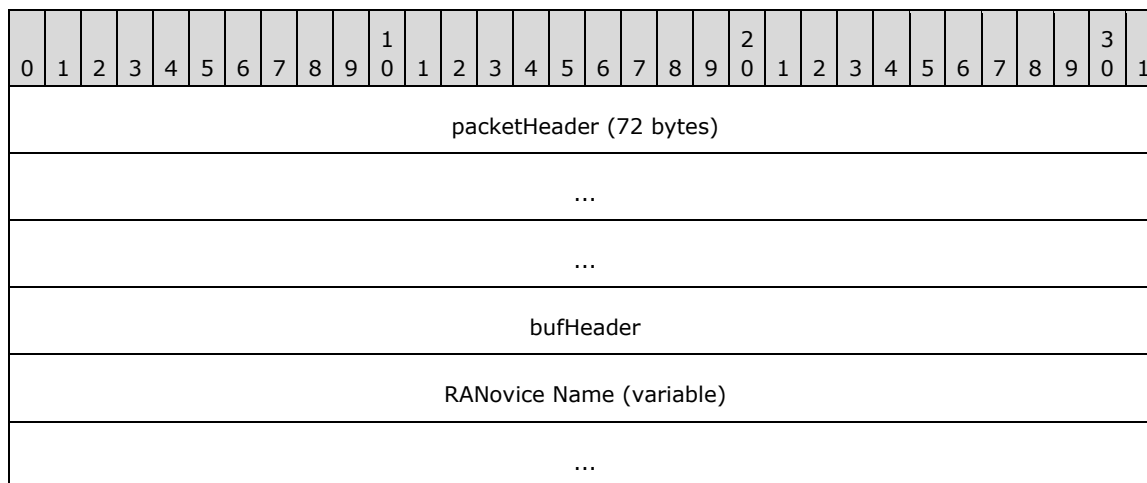 1 2 3
0 1 2 3 4 5 6 7 8 9 0 1 2 3 4 5 6 7 8 9 0 1 2 3 4 5 6 7 8 9 0 1
packetHeader (72 bytes)
...
...
bufHeader
RANovice Name (variable)
...